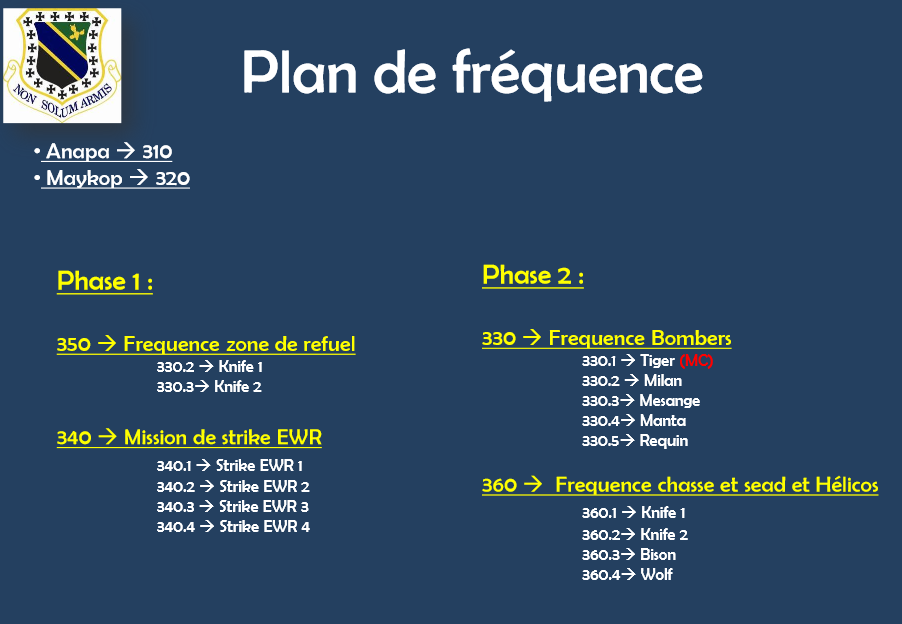 Plan de fréquence
NON SOLUM ARMIS
• Anapa → 310
• Maykop → 320
Phase 1 :
350 → Frequence zone de refuel
330.2 → Knife 1
330.3→ Knife 2
340 → Mission de strike EWR
340.1 → Strike EWR 1
340.2 → Strike EWR 2
340.3 → Strike EWR 3
340.4 → Strike EWR 4
Phase 2 :
330 → Frequence Bombers
330.1 → Tiger (MC)
330.2 → Milan
330.3→ Mesange
330.4→ Manta
330.5→ Requin
360 → Frequence chasse et sead et Hélicos
360.1 → Knife 1
360.2→ Knife 2
360.3→ Bison
360.4→ Wolf